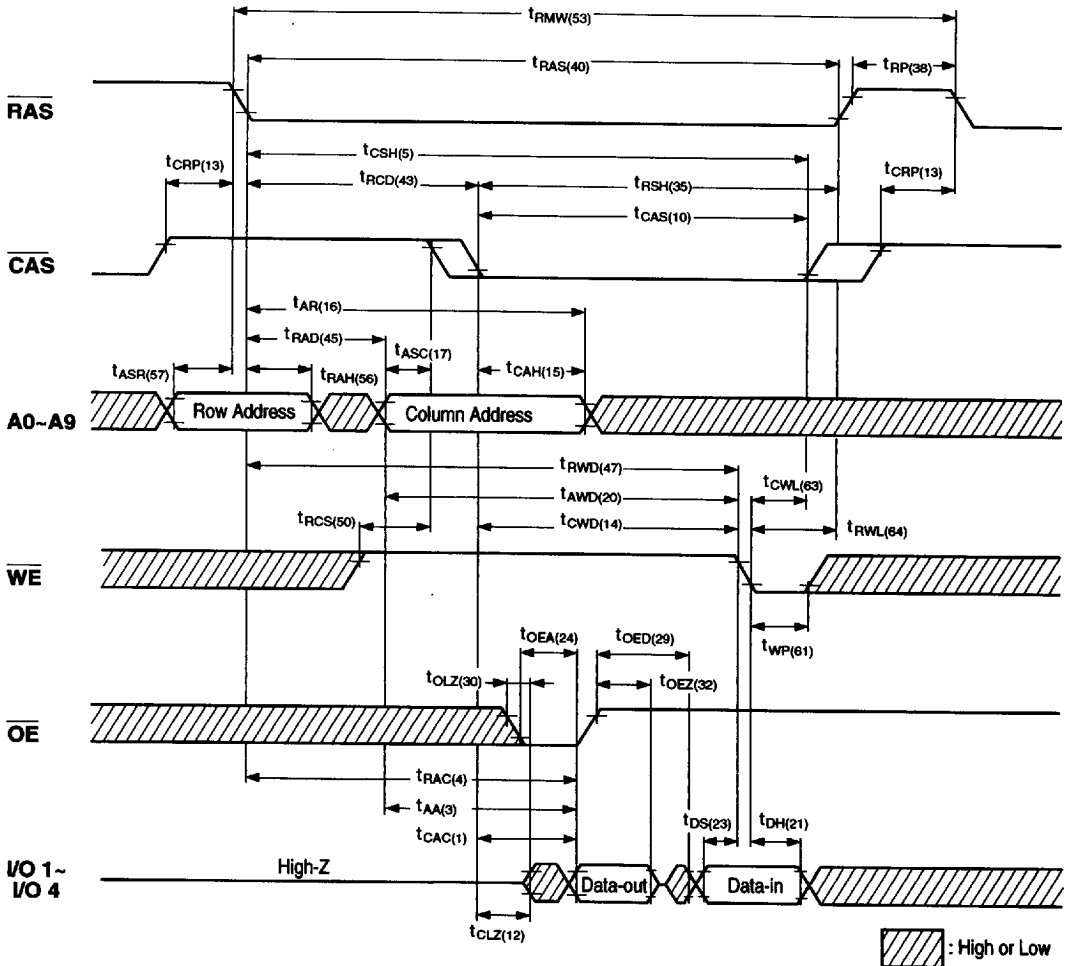 tRMW(53)
tRAS(40)
tRP(38)
RAS
tCSH(5)
tCRP(13)
tRCD(43)
tRSH(35)
tCRP(13)
tCAS(10)
CAS
tAR(16)
tRAD(45)
tASC(17)
tASR(57)
tRAH(56)
tCAH(15)
A0~A9
Row Address
Column Address
tRWD(47)
tCWL(63)
tAWD(20)
tRCS(50)
tCWD(14)
tRWL(64)
WE
tWP(61)
tOEA(24)
tOED(29)
tOLZ(30)
tOEZ(32)
OE
tRAC(4)
tAA(3)
tCAC(1)
tDS(23)
tDH(21)
I/O 1~
I/O 4
High-Z
Data-out
Data-in
tCLZ(12)
: High or Low